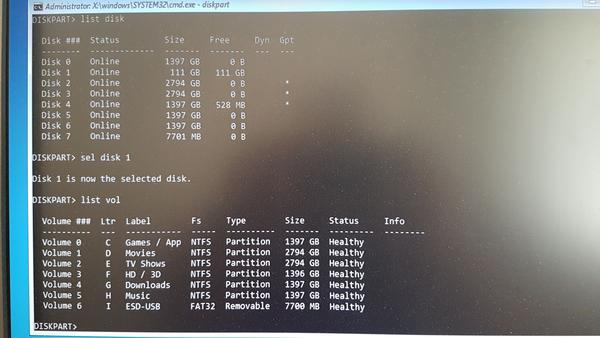 Administrator: X:\windows\SYSTEM32\cmd.exe - diskpart
DISKPART> list disk
Disk ### Status Size Free Dyn Gpt
-------- ------------- ------- ------- --- ---
Disk 0 Online 1397 GB 0 B
Disk 1 Online 111 GB 111 GB
Disk 2 Online 2794 GB 0 B *
Disk 3 Online 2794 GB 0 B *
Disk 4 Online 1397 GB 528 MB *
Disk 5 Online 1397 GB 0 B
Disk 6 Online 1397 GB 0 B
Disk 7 Online 7701 MB 0 B
DISKPART> sel disk 1
Disk 1 is now the selected disk.
DISKPART> list vol
Volume ### Ltr Label Fs Type Size Status Info
---------- --- ----------- ----- ---------- ------- --------- --------
Volume 0 C Games / App NTFS Partition 1397 GB Healthy
Volume 1 D Movies NTFS Partition 2794 GB Healthy
Volume 2 E TV Shows NTFS Partition 2794 GB Healthy
Volume 3 F HD / 3D NTFS Partition 1396 GB Healthy
Volume 4 G Downloads NTFS Partition 1397 GB Healthy
Volume 5 H Music NTFS Partition 1397 GB Healthy
Volume 6 I ESD-USB FAT32 Removable 7700 MB Healthy
DISKPART>